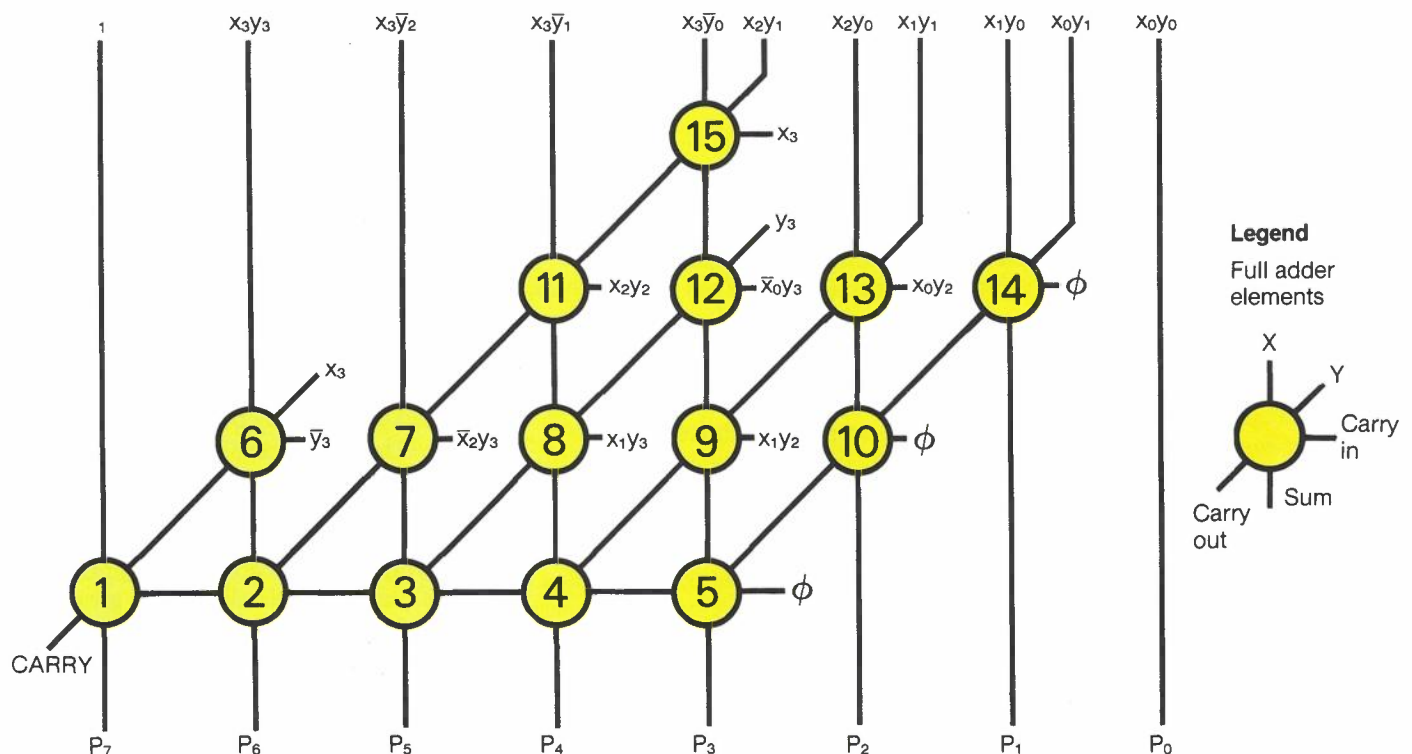 1 x₃y₃ x₃ȳ₂ x₃ȳ₁ x₃ȳ₀ x₂y₁ x₂y₀ x₁y₁ x₁y₀ x₀y₁ x₀y₀
15 x₃
y₃
11 x₂y₂ 12 x̄₀y₃ 13 x₀y₂ 14 ϕ
x₃
6 ȳ₃ 7 x̄₂y₃ 8 x₁y₃ 9 x₁y₂ 10 ϕ
1 2 3 4 5 ϕ
CARRY
P₇ P₆ P₅ P₄ P₃ P₂ P₁ P₀
Legend
Full adder
elements
X
Y
Carry
in
Sum
Carry
out